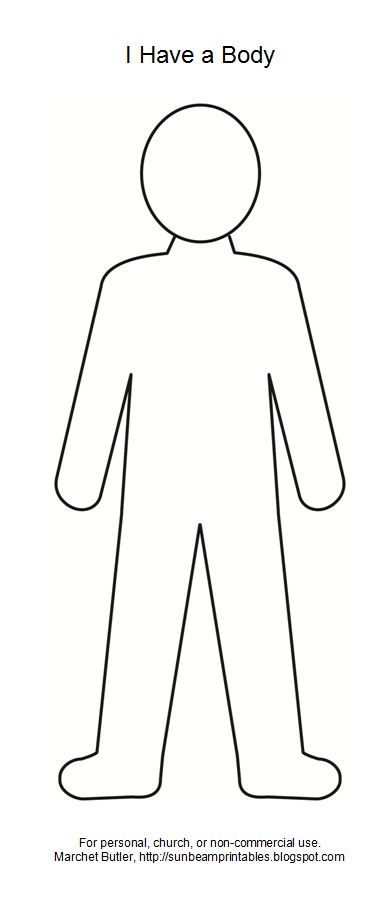 I Have a Body
For personal, church, or non-commercial use.
Marchet Butler, http://sunbeamprintables.blogspot.com